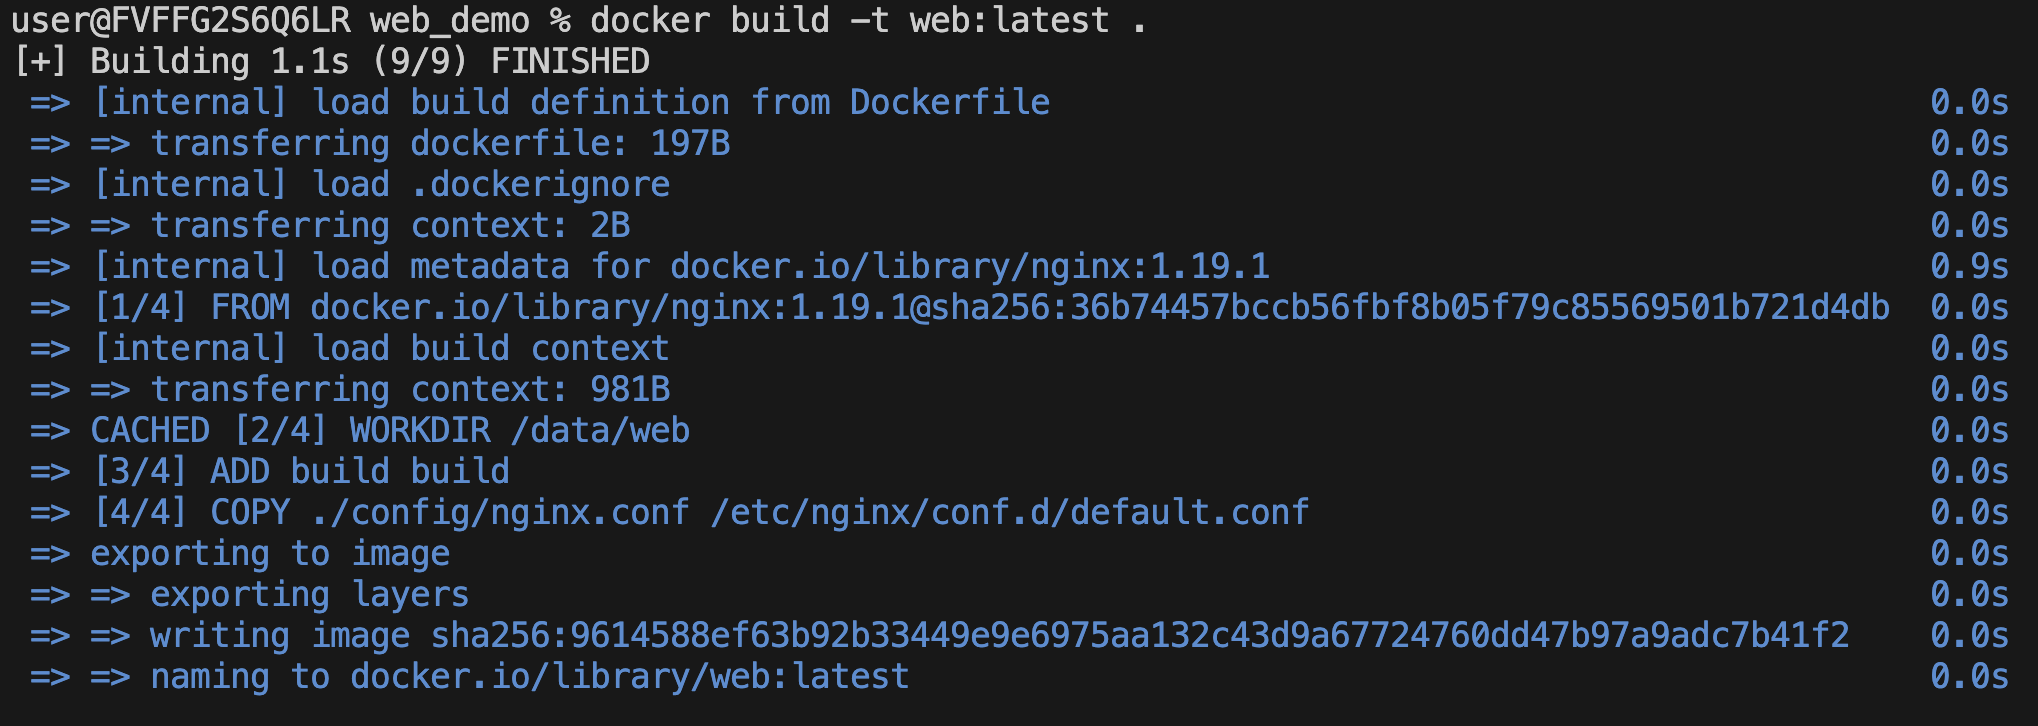 user@FVFFG2S6Q6LR web_demo % docker build -t web:latest .
[+] Building 1.1s (9/9) FINISHED
=> [internal] load build definition from Dockerfile 0.0s
=> => transferring dockerfile: 197B 0.0s
=> [internal] load .dockerignore 0.0s
=> => transferring context: 2B 0.0s
=> [internal] load metadata for docker.io/library/nginx:1.19.1 0.9s
=> [1/4] FROM docker.io/library/nginx:1.19.1@sha256:36b74457bccb56fbf8b05f79c85569501b721d4db 0.0s
=> [internal] load build context 0.0s
=> => transferring context: 981B 0.0s
=> CACHED [2/4] WORKDIR /data/web 0.0s
=> [3/4] ADD build build 0.0s
=> [4/4] COPY ./config/nginx.conf /etc/nginx/conf.d/default.conf 0.0s
=> exporting to image 0.0s
=> => exporting layers 0.0s
=> => writing image sha256:9614588ef63b92b33449e9e6975aa132c43d9a67724760dd47b97a9adc7b41f2 0.0s
=> => naming to docker.io/library/web:latest 0.0s